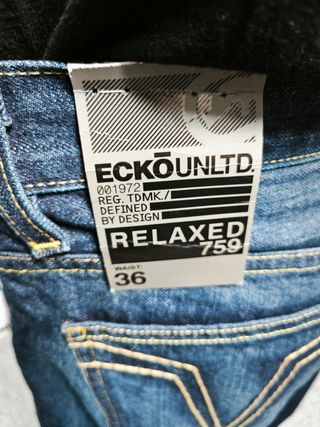 ECKŌUNLTD.
001972
REG. TDMK./
DEFINED
BY DESIGN
RELAXED
759
WAIST:
36